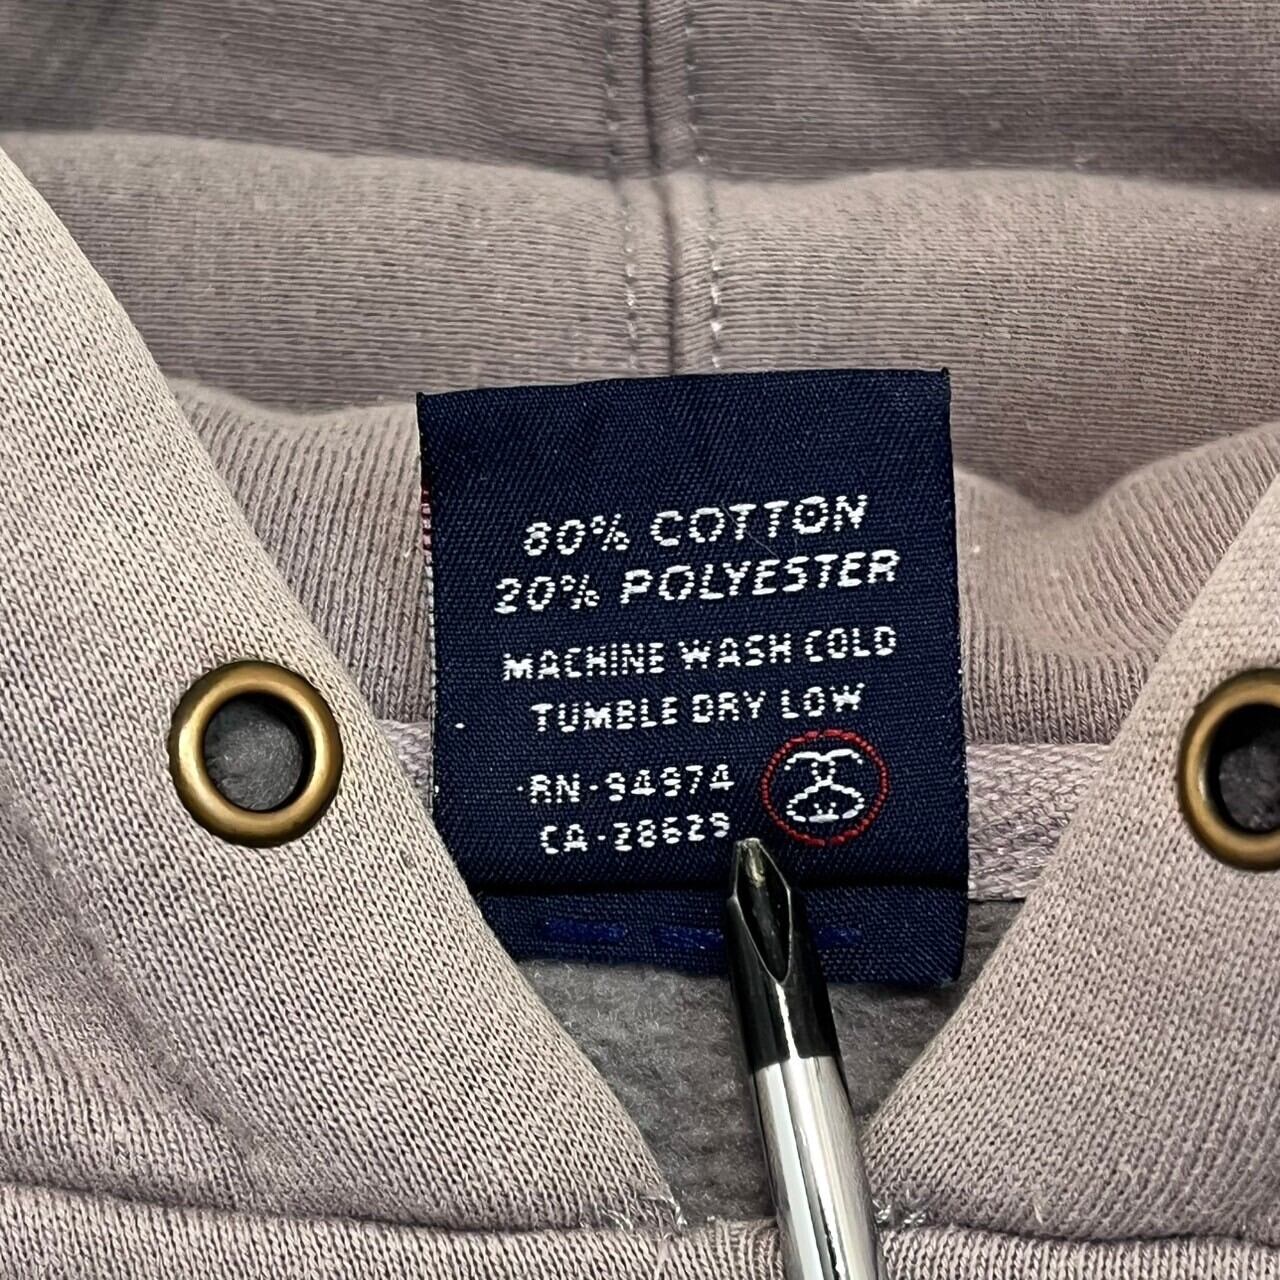 80% COTTON
20% POLYESTER
MACHINE WASH COLD
TUMBLE DRY LOW
RN-94974
CA-28629